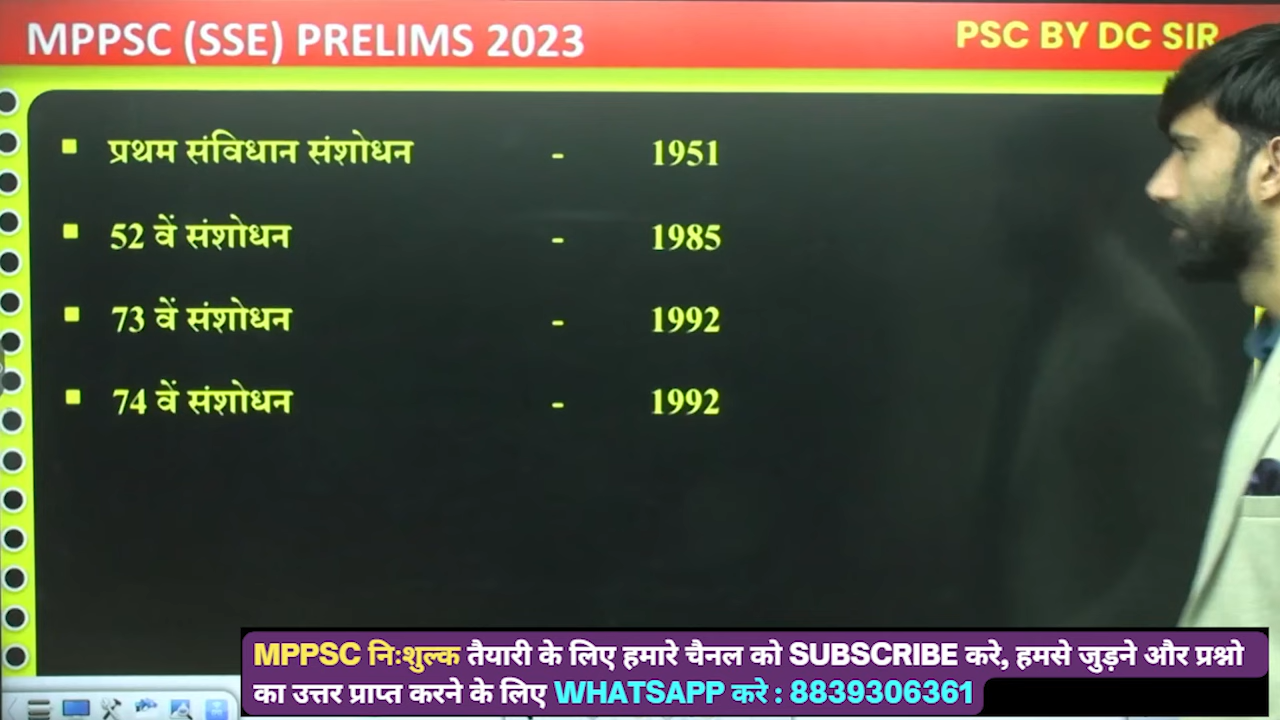 MPPSC (SSE) PRELIMS 2023
PSC BY DC SIR
प्रथम संविधान संशोधन - 1951
52 वें संशोधन - 1985
73 वें संशोधन - 1992
74 वें संशोधन - 1992
MPPSC निःशुल्क तैयारी के लिए हमारे चैनल को SUBSCRIBE करे, हमसे जुड़ने और प्रश्नो
का उत्तर प्राप्त करने के लिए WHATSAPP करे : 8839306361